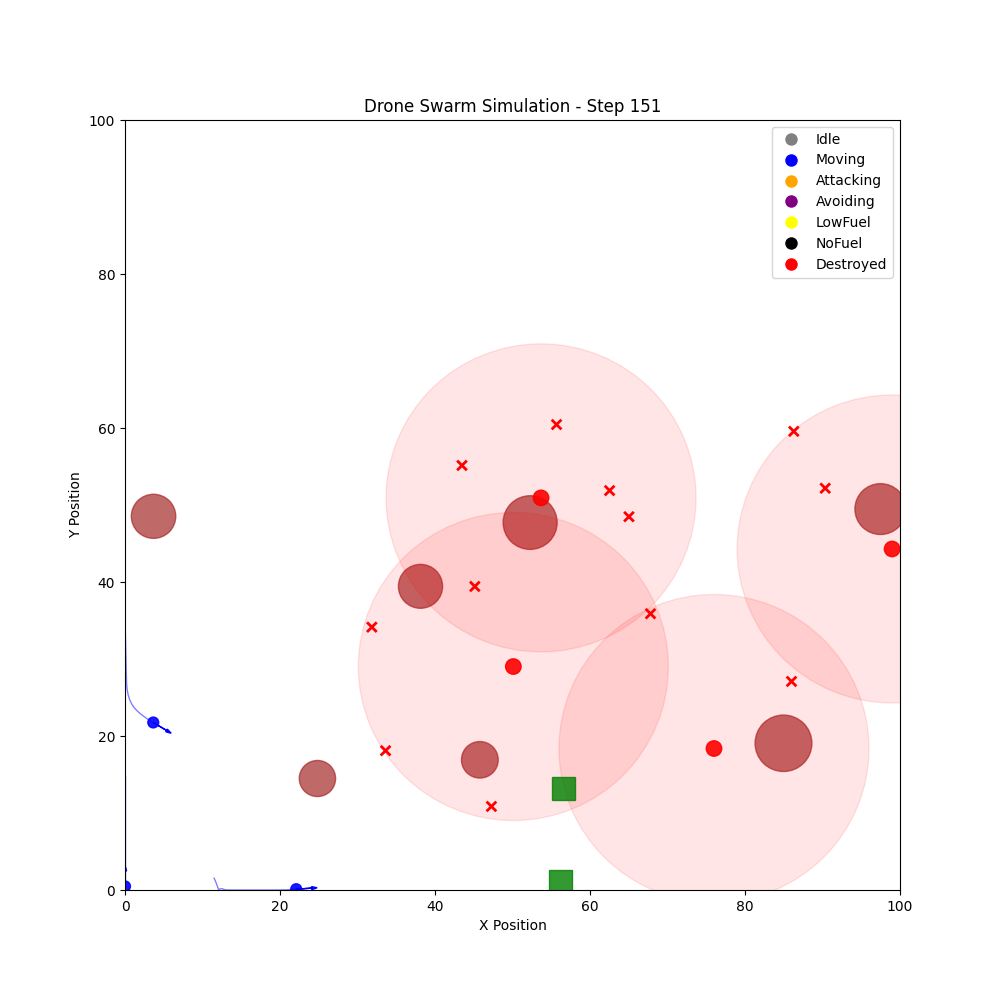 Drone Swarm Simulation - Step 151
100
80
60
40
20
0
Y Position
0 20 40 60 80 100
X Position
Idle
Moving
Attacking
Avoiding
LowFuel
NoFuel
Destroyed